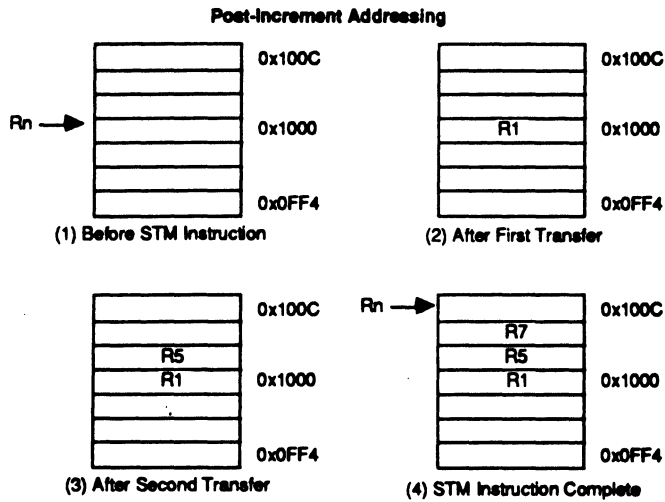 Post-Increment Addressing
0x100C
Rn
0x1000
0x0FF4
(1) Before STM Instruction
0x100C
R1
0x1000
0x0FF4
(2) After First Transfer
0x100C
R5
R1
0x1000
0x0FF4
(3) After Second Transfer
Rn
0x100C
R7
R5
R1
0x1000
0x0FF4
(4) STM Instruction Complete